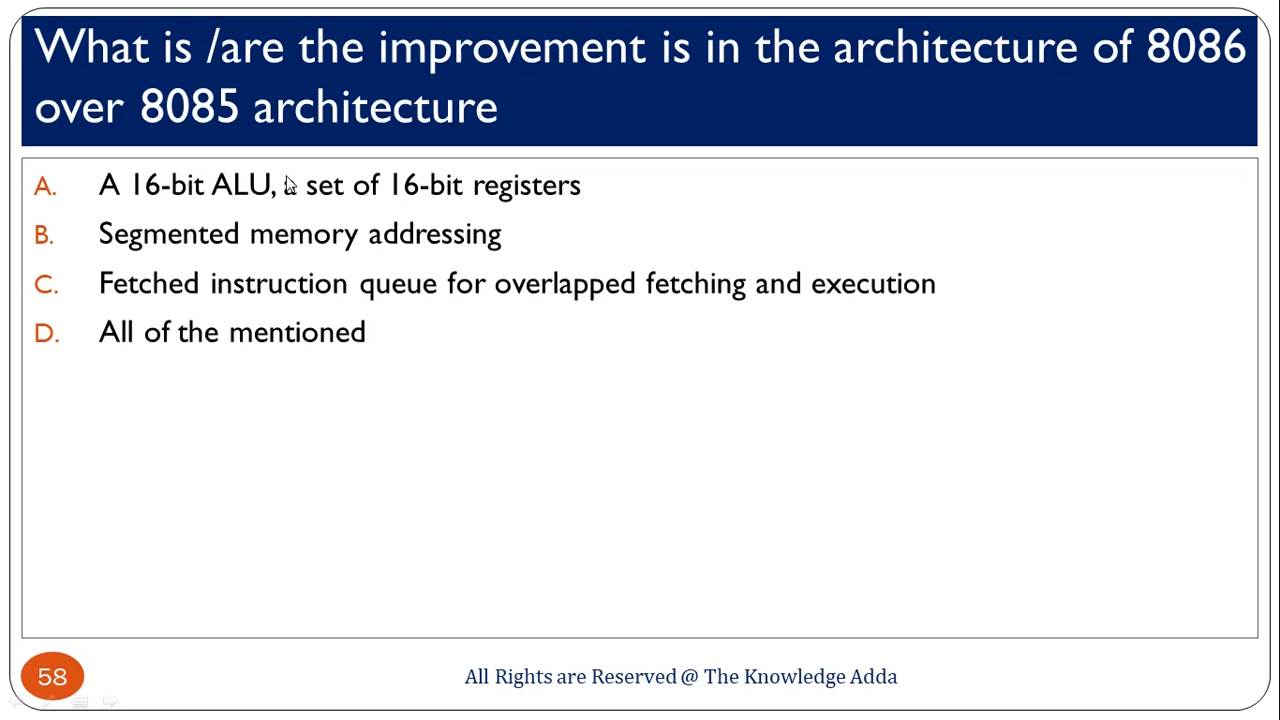 What is /are the improvement is in the architecture of 8086
over 8085 architecture
A. A 16-bit ALU, set of 16-bit registers
B. Segmented memory addressing
C. Fetched instruction queue for overlapped fetching and execution
D. All of the mentioned
58
All Rights are Reserved @ The Knowledge Adda